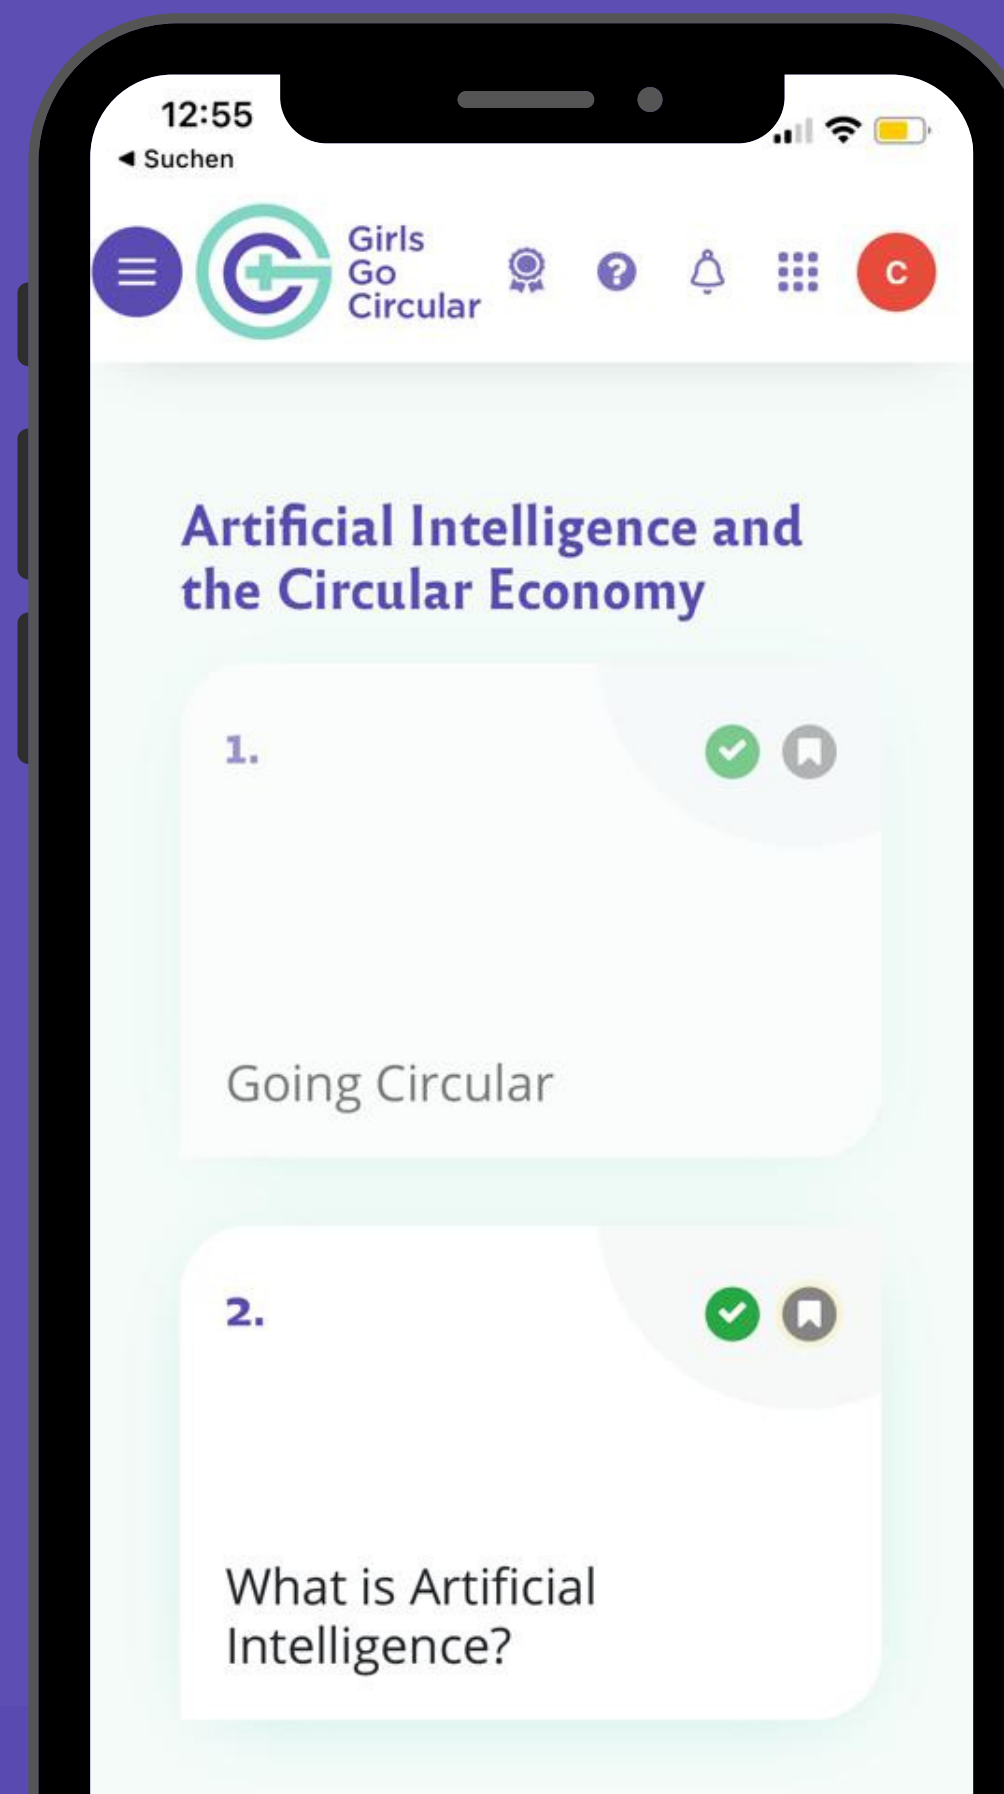 12:55
◀ Suchen
Girls
Go
Circular
?
C
Artificial Intelligence and
the Circular Economy
1.
Going Circular
2.
What is Artificial
Intelligence?